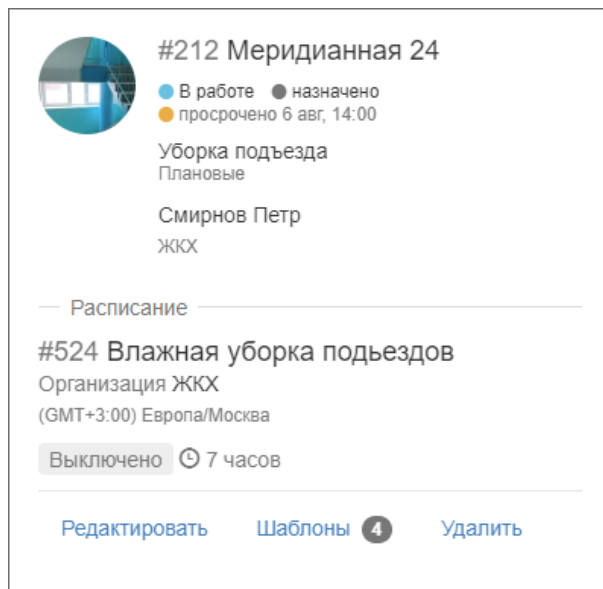 #212 Меридианная 24
В работе назначено
просрочено 6 авг, 14:00
Уборка подъезда
Плановые
Смирнов Петр
ЖКХ
Расписание
#524 Влажная уборка подьездов
Организация ЖКХ
(GMT+3:00) Европа/Москва
Выключено 7 часов
Редактировать Шаблоны 4 Удалить